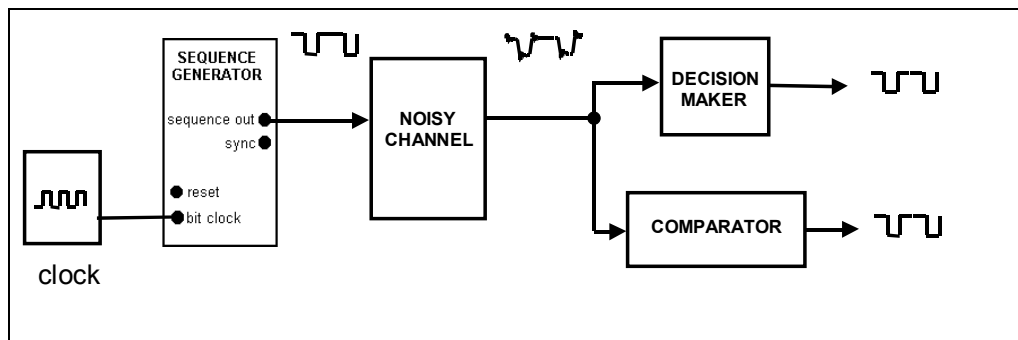 SEQUENCE
GENERATOR
sequence out
sync
reset
bit clock
clock
NOISY
CHANNEL
DECISION
MAKER
COMPARATOR